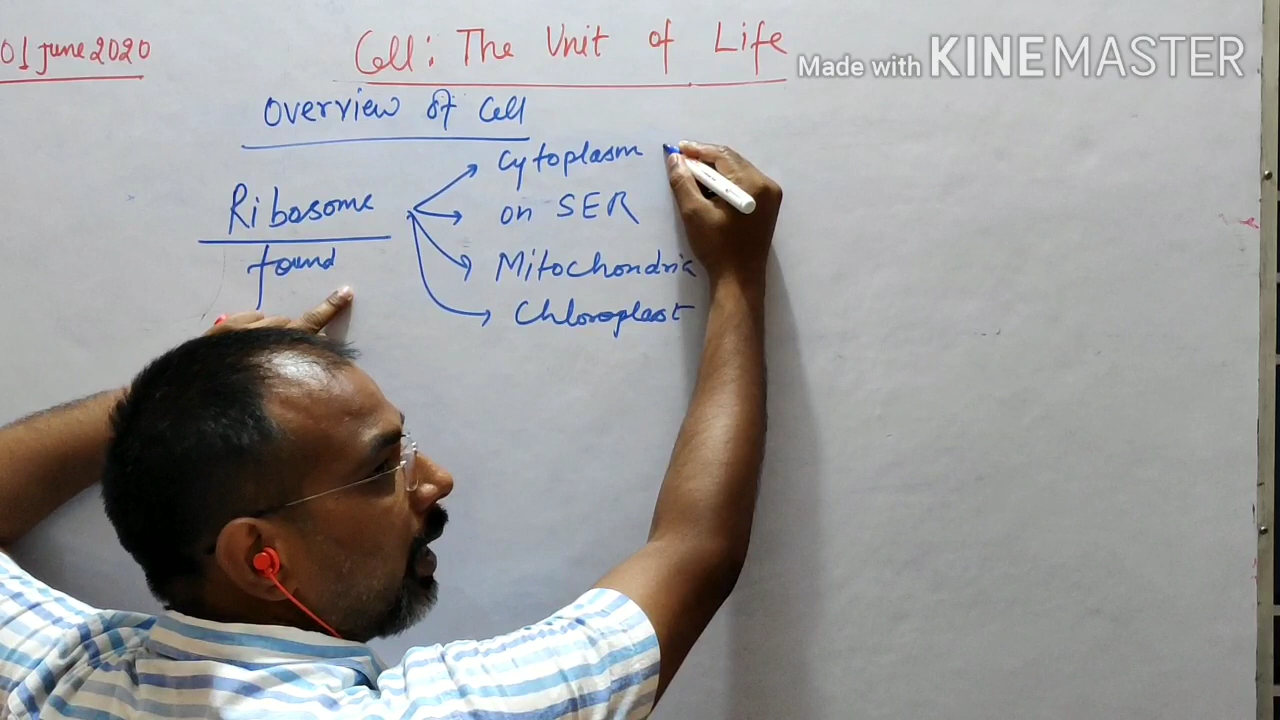 01 June 2020
Cell: The Unit of Life
Made with KINEMASTER
Overview of Cell
Ribosome
found
Cytoplasm
on SER
Mitochondria
Chloroplast